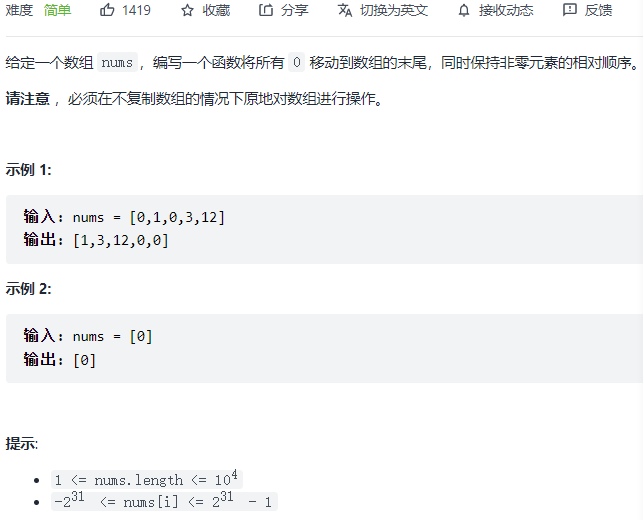 难度 简单 1419 收藏 分享 切换为英文 接收动态 反馈
给定一个数组 nums，编写一个函数将所有 0 移动到数组的末尾，同时保持非零元素的相对顺序。
请注意 ，必须在不复制数组的情况下原地对数组进行操作。
示例 1:
输入：nums = [0,1,0,3,12]
输出：[1,3,12,0,0]
示例 2:
输入：nums = [0]
输出：[0]
提示:
1 <= nums.length <= 10⁴
-2³¹ <= nums[i] <= 2³¹ - 1